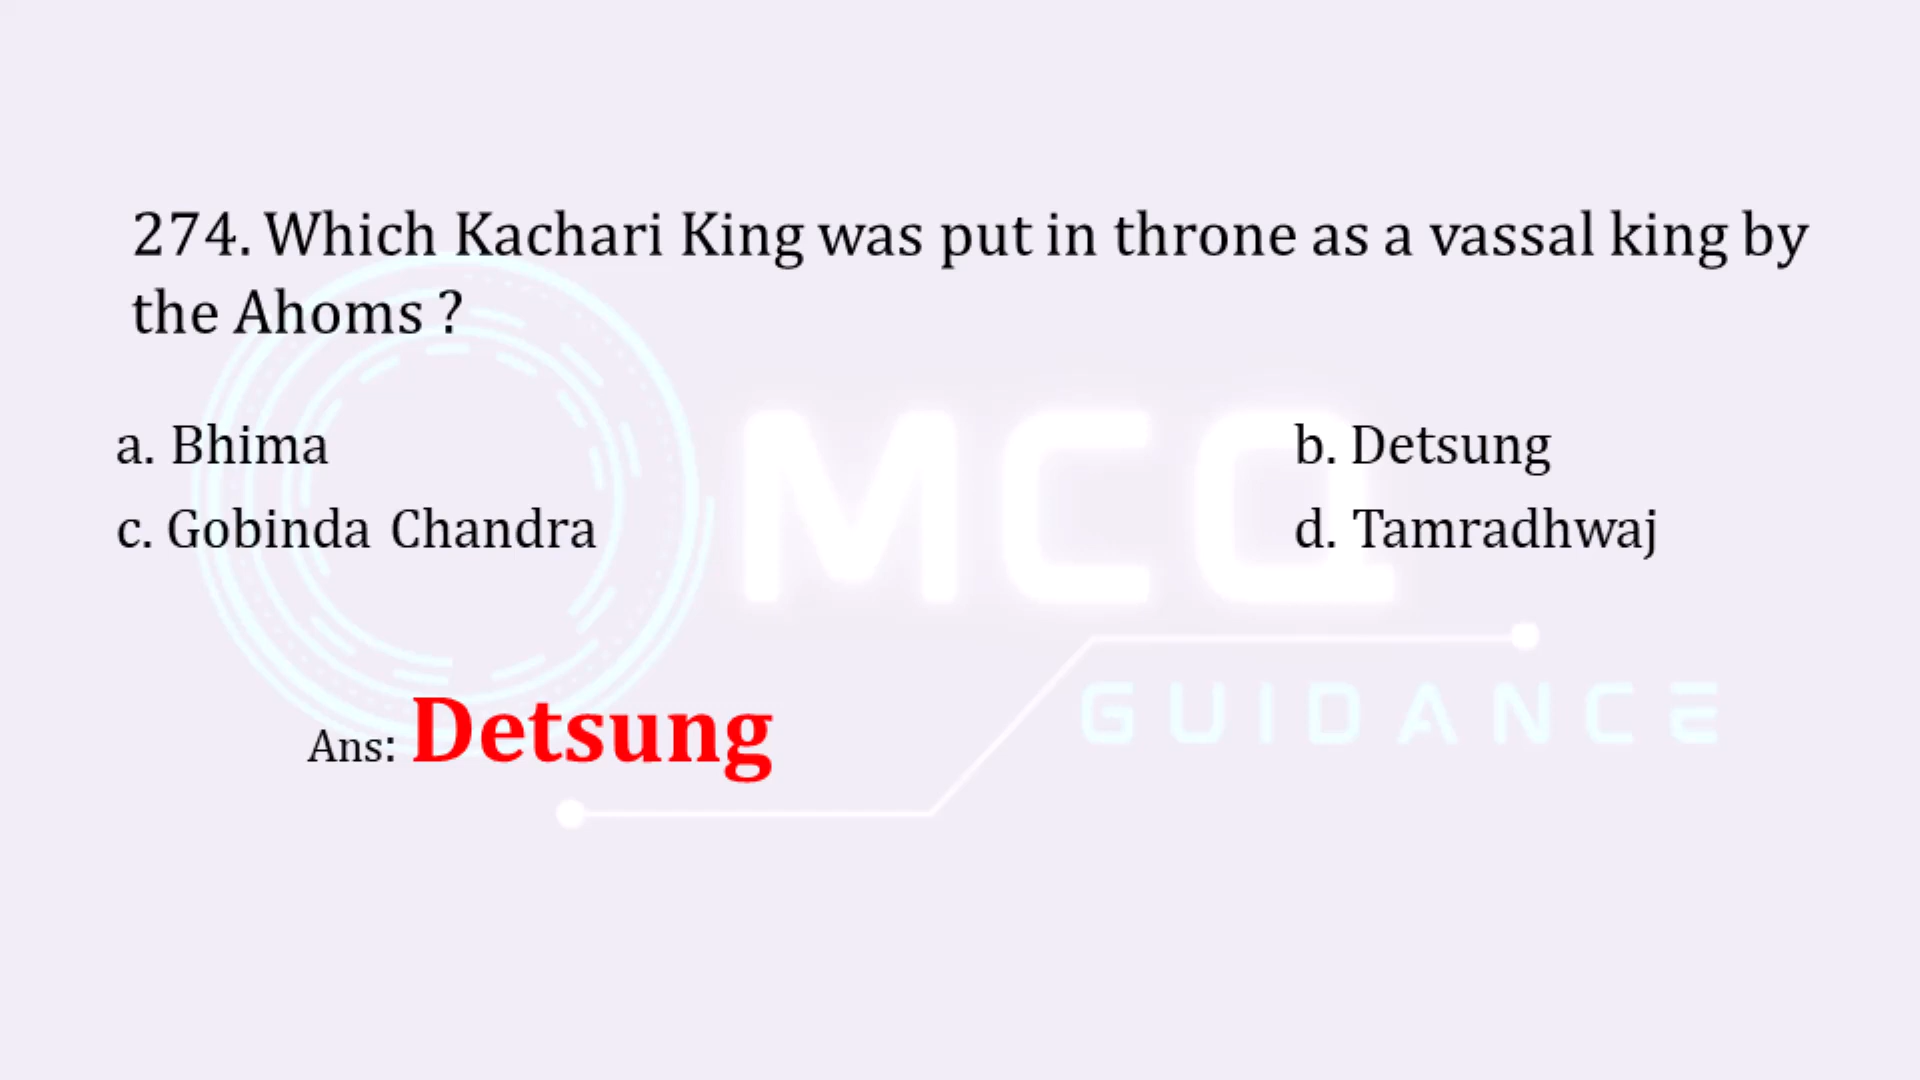 274. Which Kachari King was put in throne as a vassal king by
the Ahoms ?
a. Bhima
b. Detsung
c. Gobinda Chandra
d. Tamradhwaj
MCQ
GUIDANCE
Ans: Detsung